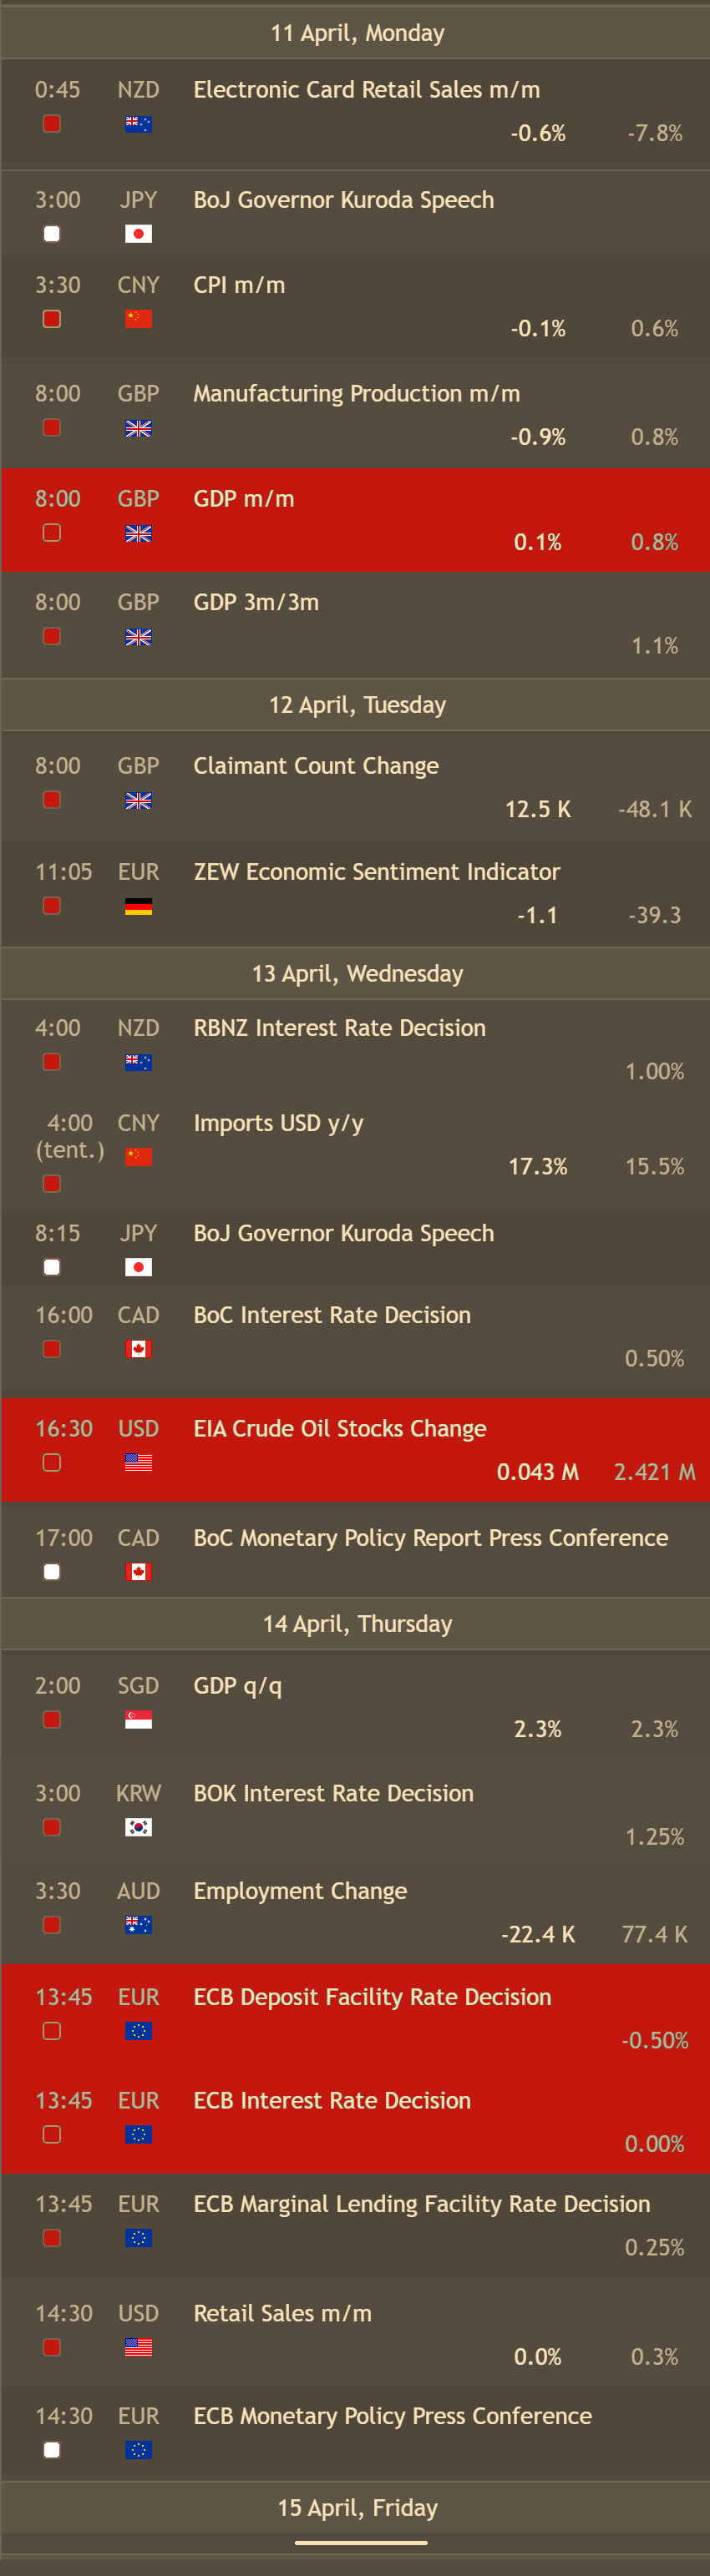 11 April, Monday
0:45 NZD Electronic Card Retail Sales m/m
-0.6% -7.8%
3:00 JPY BoJ Governor Kuroda Speech
3:30 CNY CPI m/m
-0.1% 0.6%
8:00 GBP Manufacturing Production m/m
-0.9% 0.8%
8:00 GBP GDP m/m
0.1% 0.8%
8:00 GBP GDP 3m/3m
1.1%
12 April, Tuesday
8:00 GBP Claimant Count Change
12.5 K -48.1 K
11:05 EUR ZEW Economic Sentiment Indicator
-1.1 -39.3
13 April, Wednesday
4:00 NZD RBNZ Interest Rate Decision
1.00%
4:00 CNY Imports USD y/y
(tent.)
17.3% 15.5%
8:15 JPY BoJ Governor Kuroda Speech
16:00 CAD BoC Interest Rate Decision
0.50%
16:30 USD EIA Crude Oil Stocks Change
0.043 M 2.421 M
17:00 CAD BoC Monetary Policy Report Press Conference
14 April, Thursday
2:00 SGD GDP q/q
2.3% 2.3%
3:00 KRW BOK Interest Rate Decision
1.25%
3:30 AUD Employment Change
-22.4 K 77.4 K
13:45 EUR ECB Deposit Facility Rate Decision
-0.50%
13:45 EUR ECB Interest Rate Decision
0.00%
13:45 EUR ECB Marginal Lending Facility Rate Decision
0.25%
14:30 USD Retail Sales m/m
0.0% 0.3%
14:30 EUR ECB Monetary Policy Press Conference
15 April, Friday